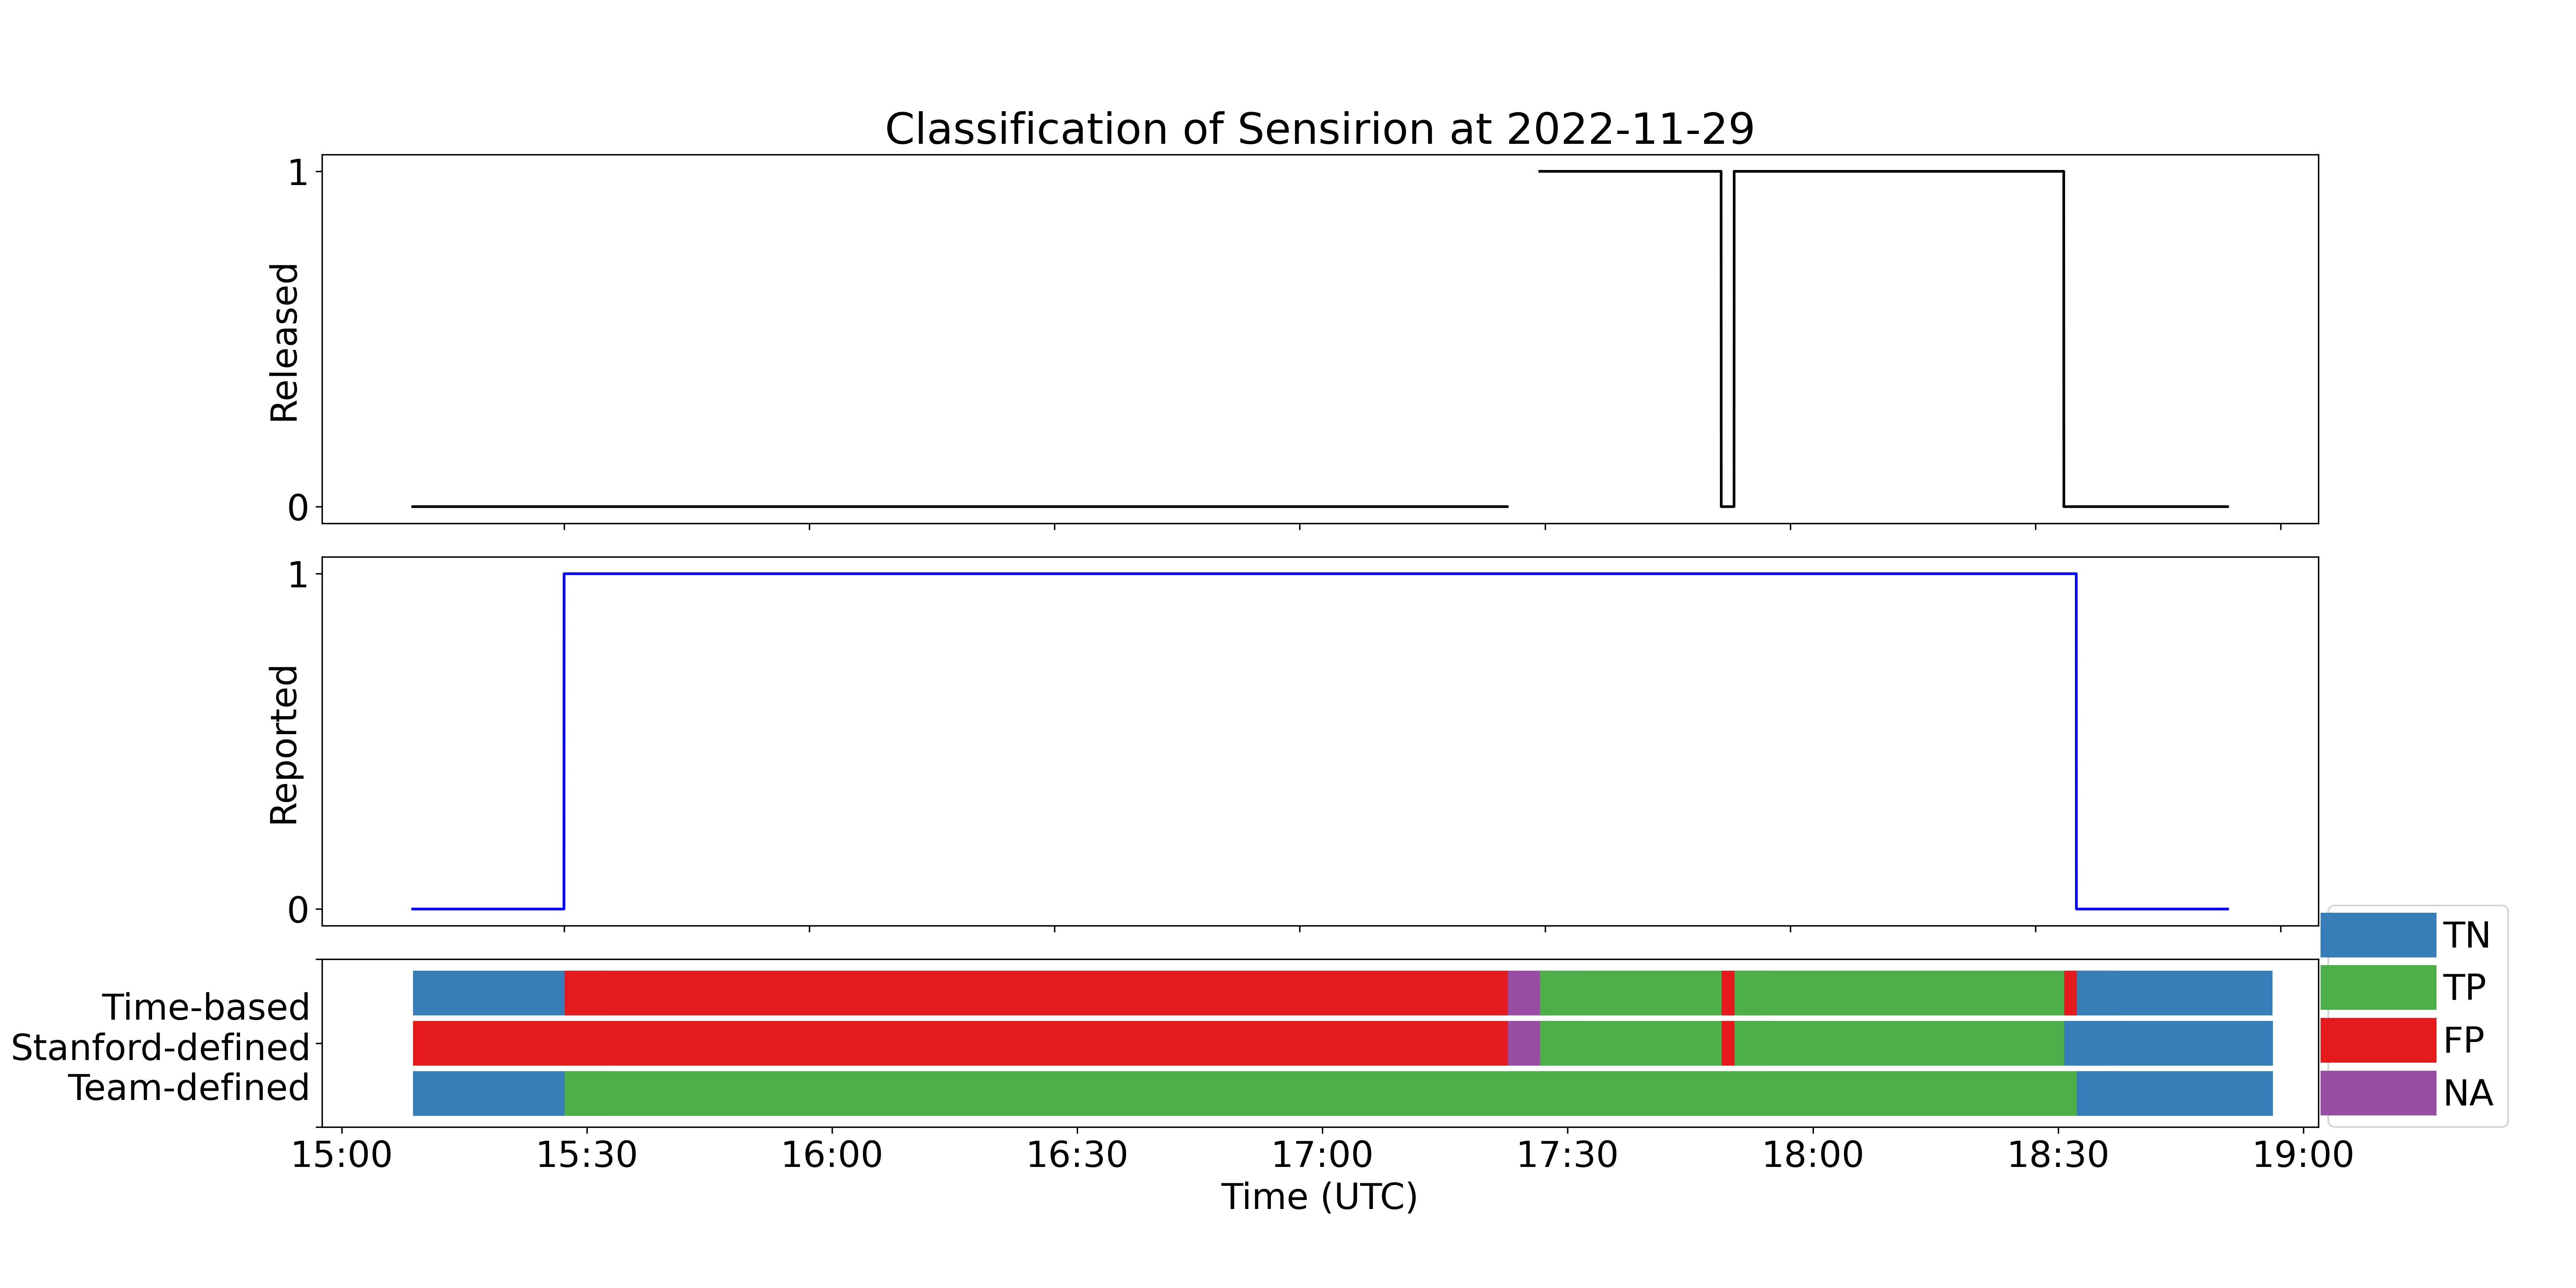 Classification of Sensirion at 2022-11-29
1
Released
0
1
Reported
0
TN
TP
FP
NA
Time-based
Stanford-defined
Team-defined
15:00 15:30 16:00 16:30 17:00 17:30 18:00 18:30 19:00
Time (UTC)